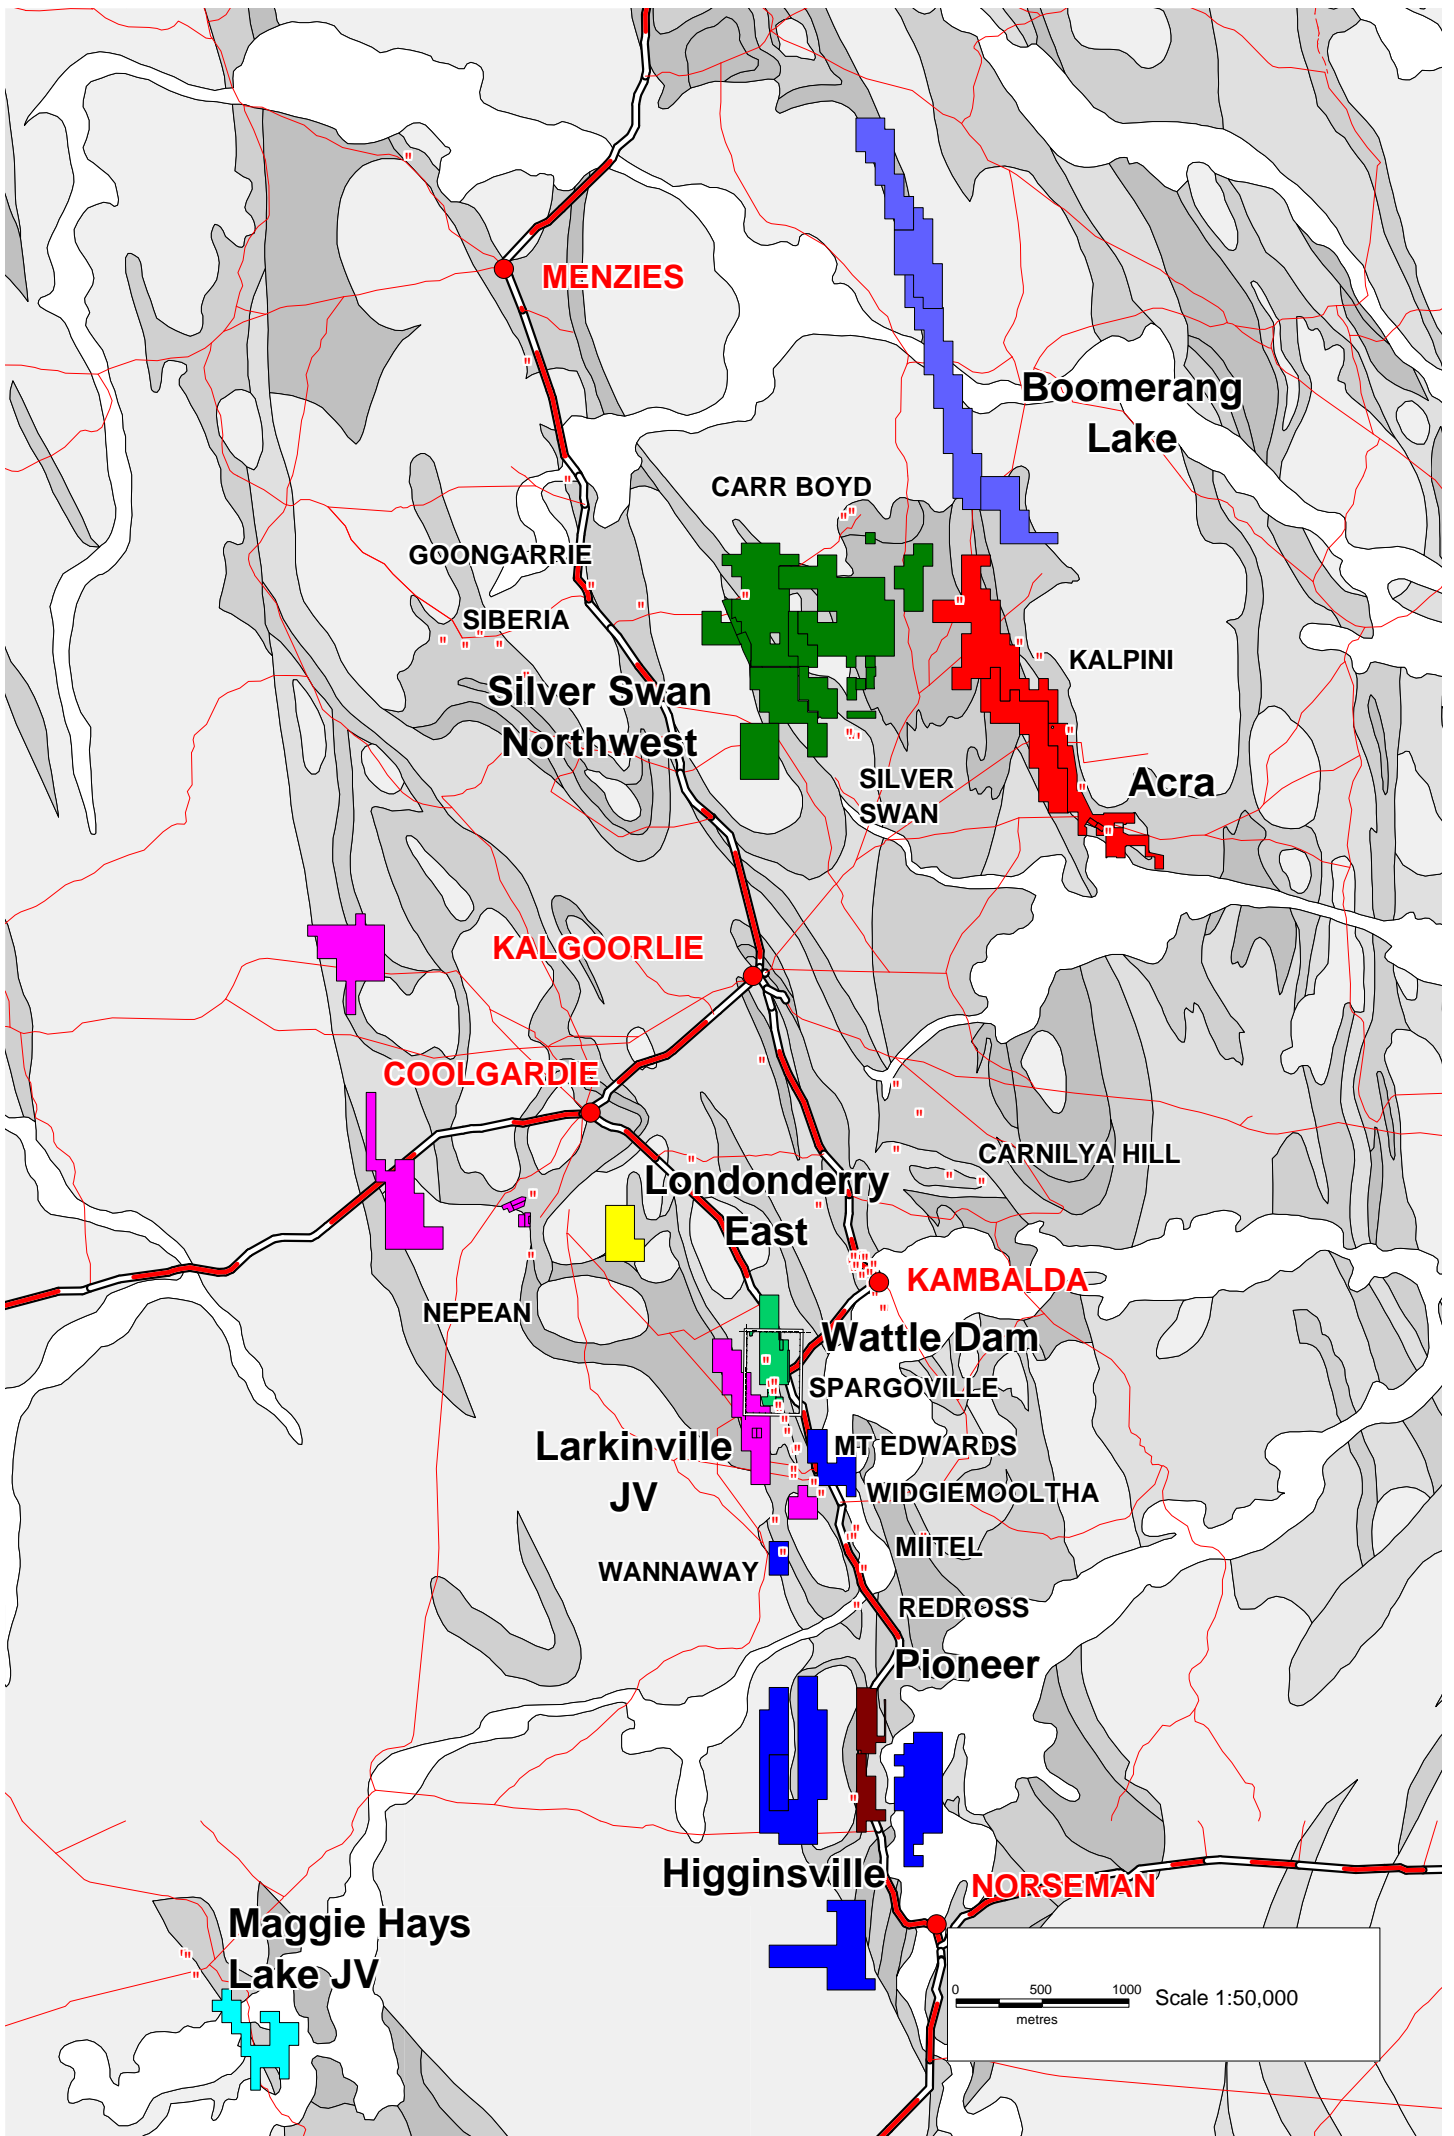 MENZIES
Boomerang
Lake
CARR BOYD
GOONGARRIE
SIBERIA
KALPINI
Silver Swan
Northwest
SILVER
SWAN
Acra
KALGOORLIE
COOLGARDIE
CARNILYA HILL
Londonderry
East
KAMBALDA
NEPEAN
Wattle Dam
SPARGOVILLE
Larkinville
JV
MT EDWARDS
WIDGIEMOOLTHA
MIITEL
WANNAWAY
REDROSS
Pioneer
Higginsville
NORSEMAN
Maggie Hays
Lake JV
0 500 1000
metres
Scale 1:50,000